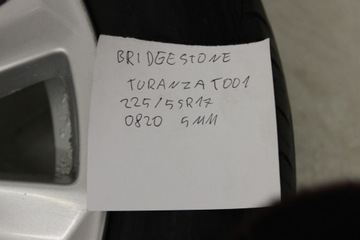 BRIDGESTONE
TURANZA T001
225/55R17
0820 5MM